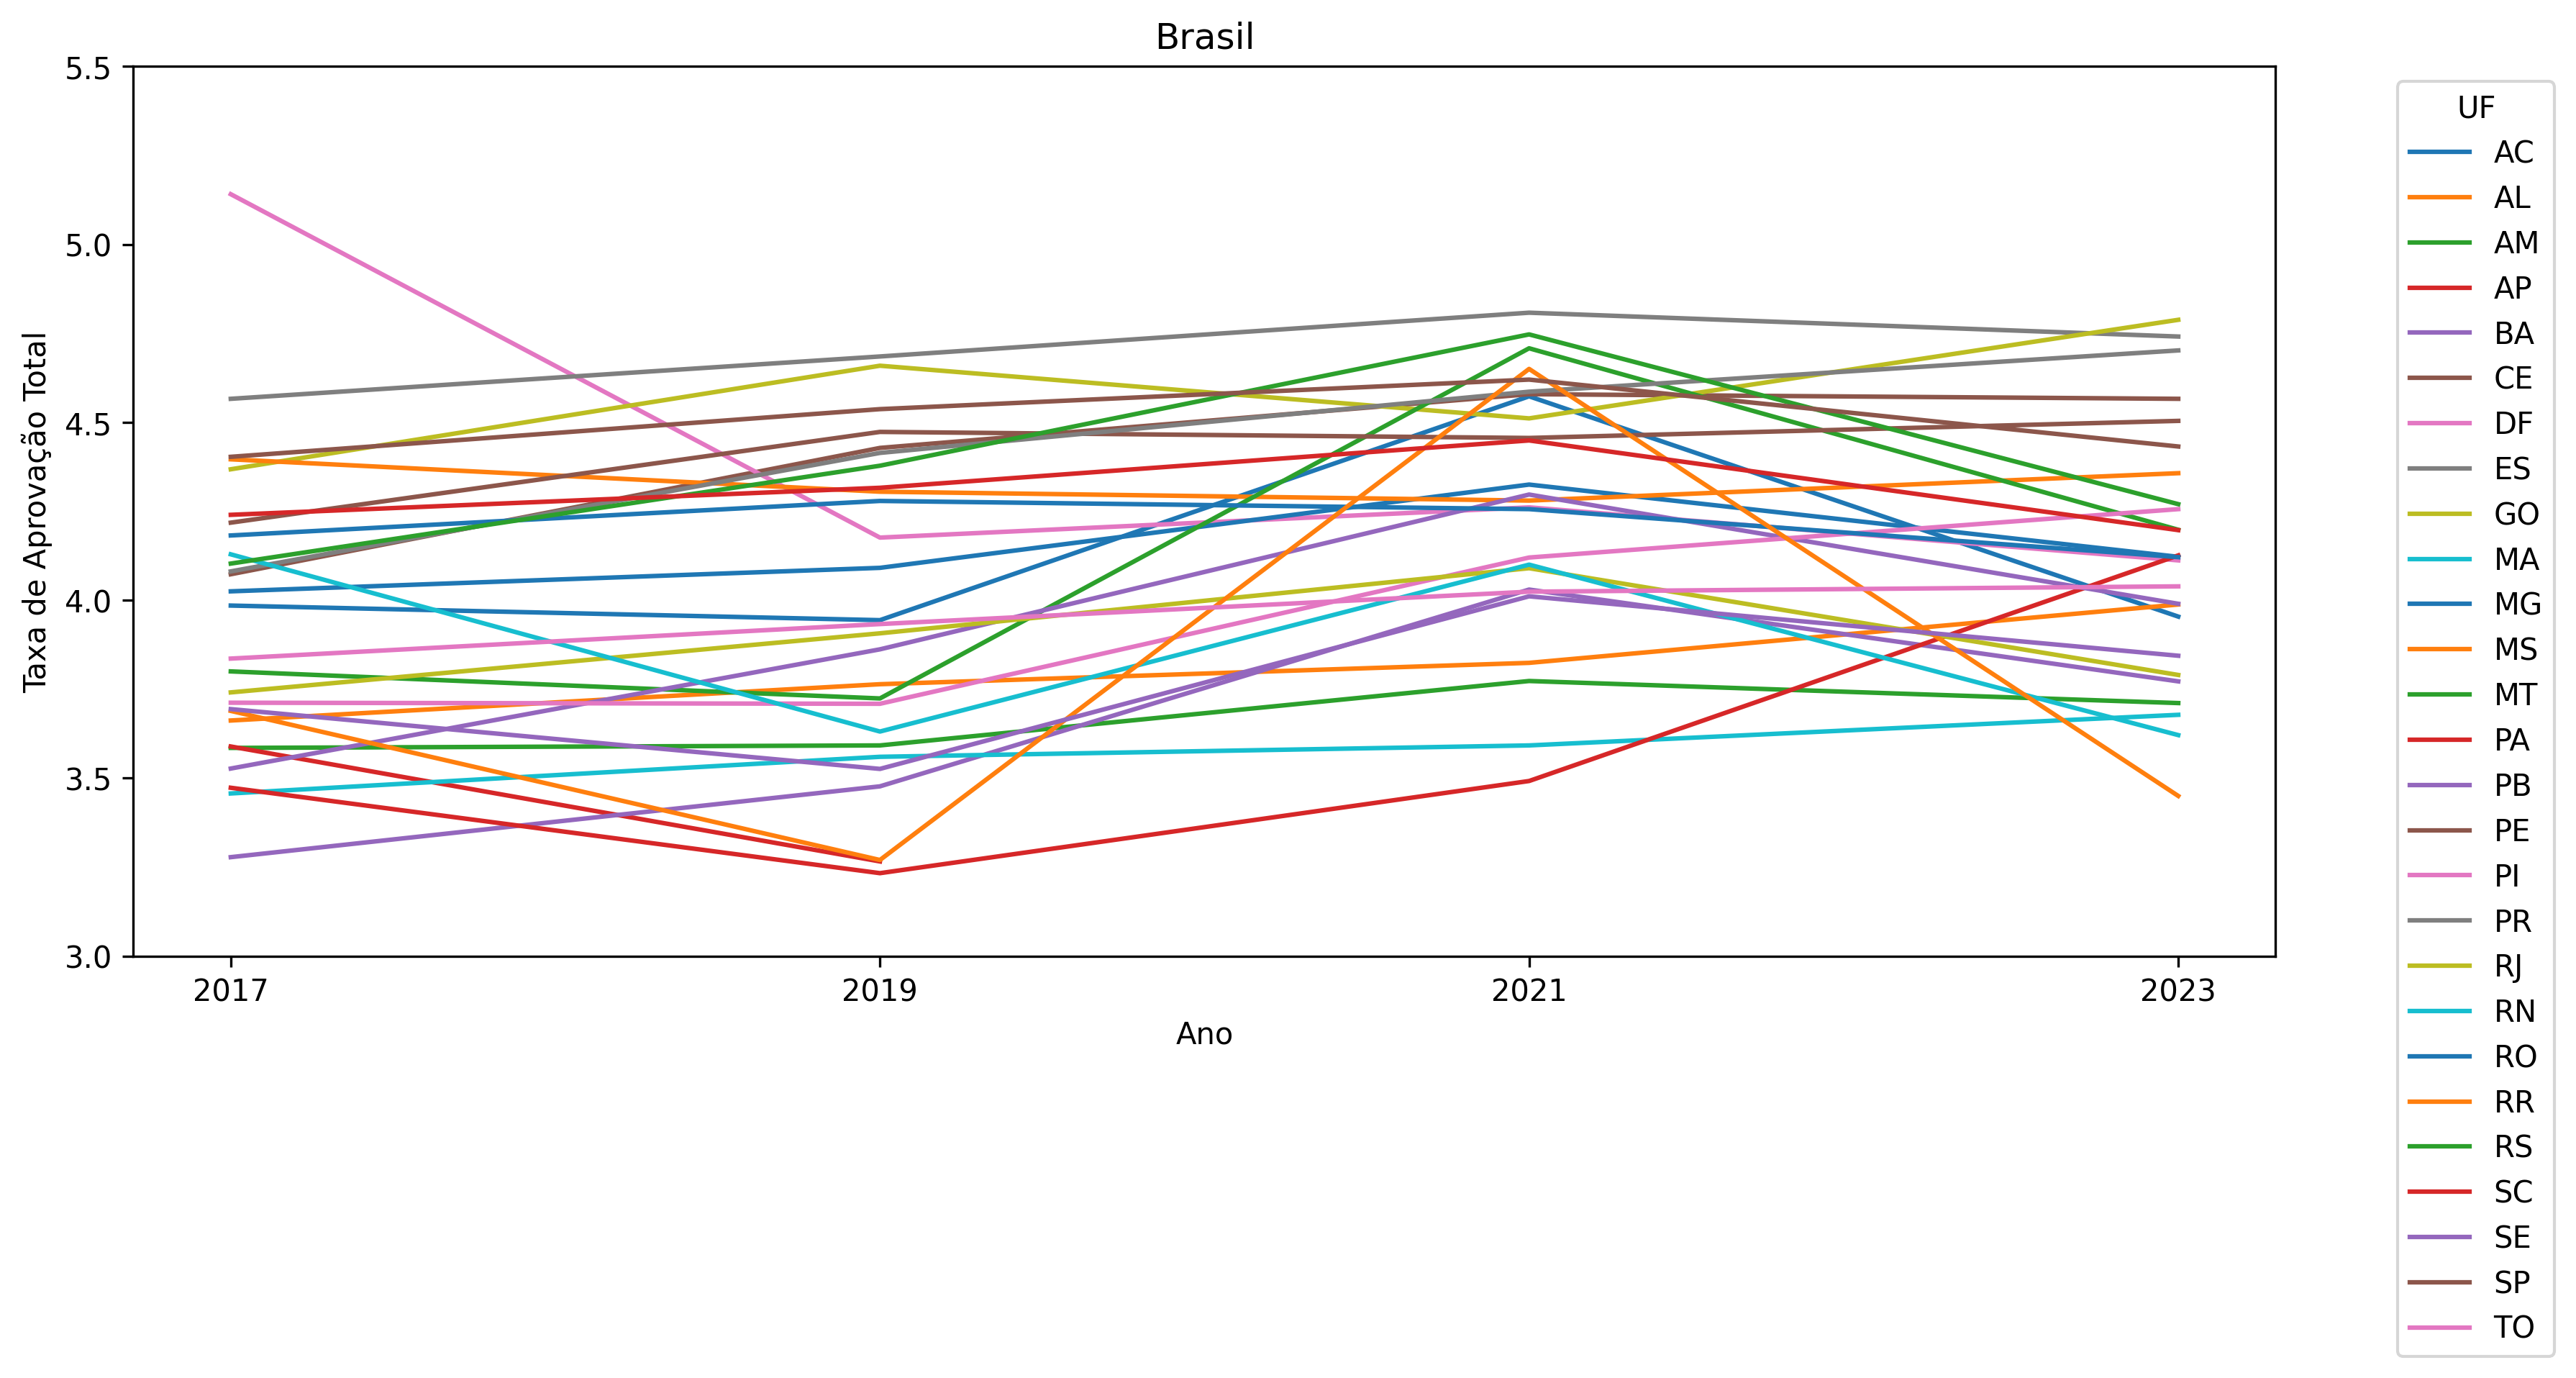 Brasil
Taxa de Aprovação Total
5.5
5.0
4.5
4.0
3.5
3.0
2017 2019 2021 2023
Ano
UF
AC
AL
AM
AP
BA
CE
DF
ES
GO
MA
MG
MS
MT
PA
PB
PE
PI
PR
RJ
RN
RO
RR
RS
SC
SE
SP
TO